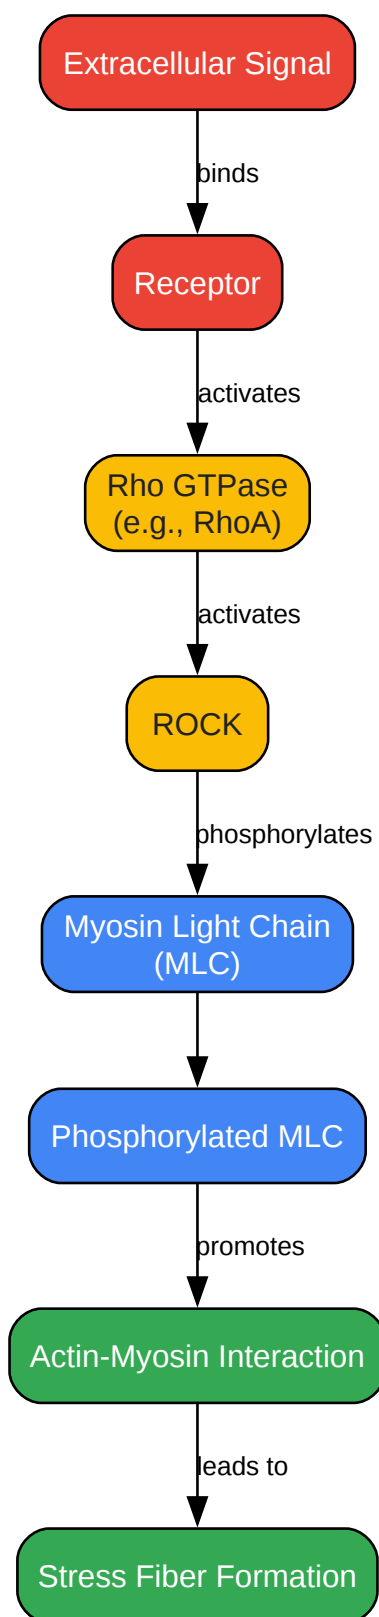 Extracellular Signal
binds
Receptor
activates
Rho GTPase
(e.g., RhoA)
activates
ROCK
phosphorylates
Myosin Light Chain
(MLC)
Phosphorylated MLC
promotes
Actin-Myosin Interaction
leads to
Stress Fiber Formation